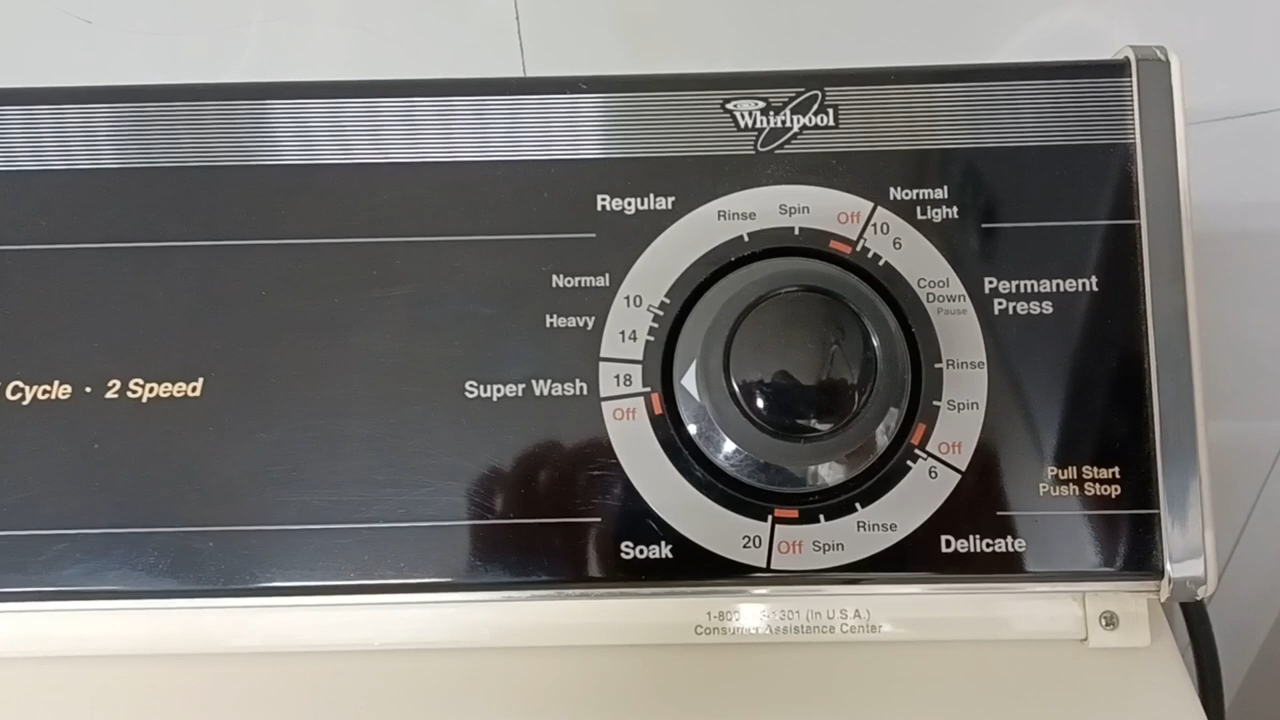 Whirlpool
Regular
Rinse
Spin
Off
Normal
Light
10
6
Cool
Down
Pause
Permanent
Press
Rinse
Spin
Off
Normal
10
Heavy
14
Super Wash
18
Off
Cycle · 2 Speed
6
Pull Start
Push Stop
Rinse
Delicate
Soak
20
Off
Spin
301 (In U.S.A.)
Consumer Assistance Center